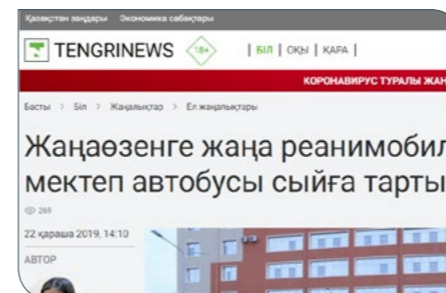 Қазақстан заңдары Экономика сабақтары
TENGRINEWS 18+ | БІЛ | ОҚЫ | ҚАРА |
КОРОНАВИРУС ТУРАЛЫ ЖАҢ
Басты > Біл > Жаңалықтар > Ел жаңалықтары
Жаңаөзенге жаңа реанимобил
мектеп автобусы сыйға тарты
269
22 қараша 2019, 14:10
АВТОР